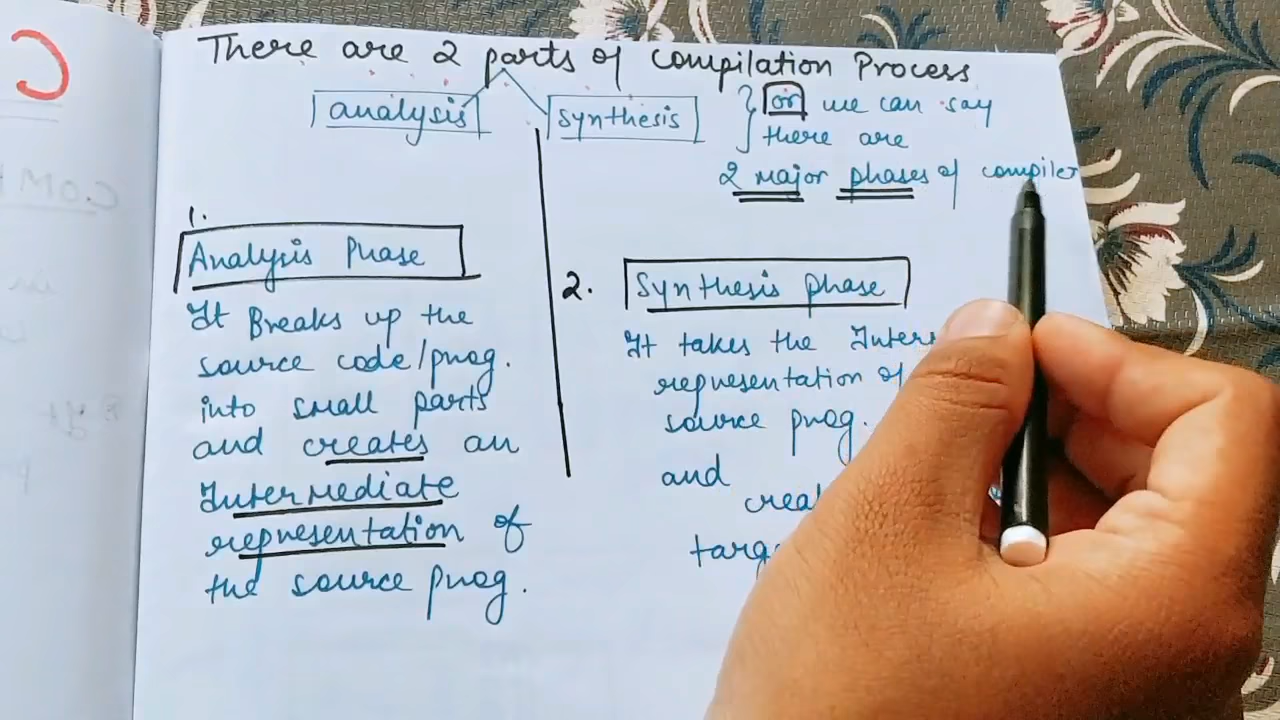 There are 2 parts of Compilation Process
analysis
synthesis
or we can say
there are
2 major phases of compiler
1.
Analysis Phase
It Breaks up the
source code/prog.
into small parts
and creates an
Intermediate
representation of
the source prog.
2. Synthesis phase
It takes the
representation of
source prog.
and
C